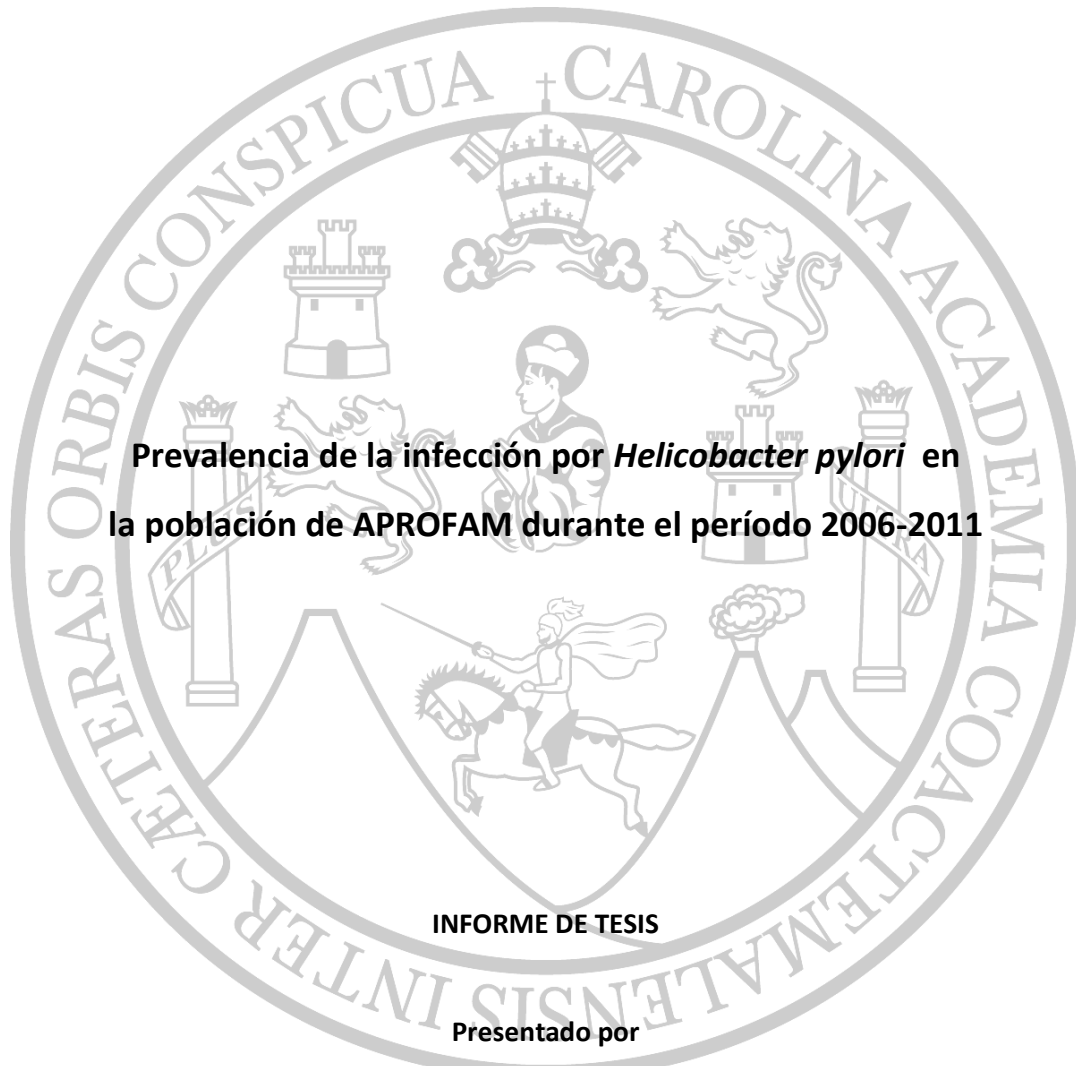 CAROLINA ACADEMIA COACTEMALENSIS INTER CÆTERAS ORBIS CONSPICUA
Prevalencia de la infección por Helicobacter pylori en
la población de APROFAM durante el período 2006-2011
PLUS
ULTRA
INFORME DE TESIS
Presentado por